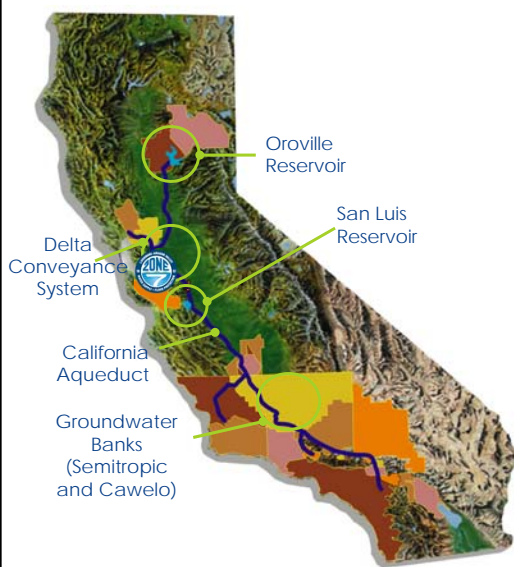 Oroville
Reservoir
San Luis
Reservoir
Delta
Conveyance
System
ZONE
7
California
Aqueduct
Groundwater
Banks
(Semitropic
and Cawelo)